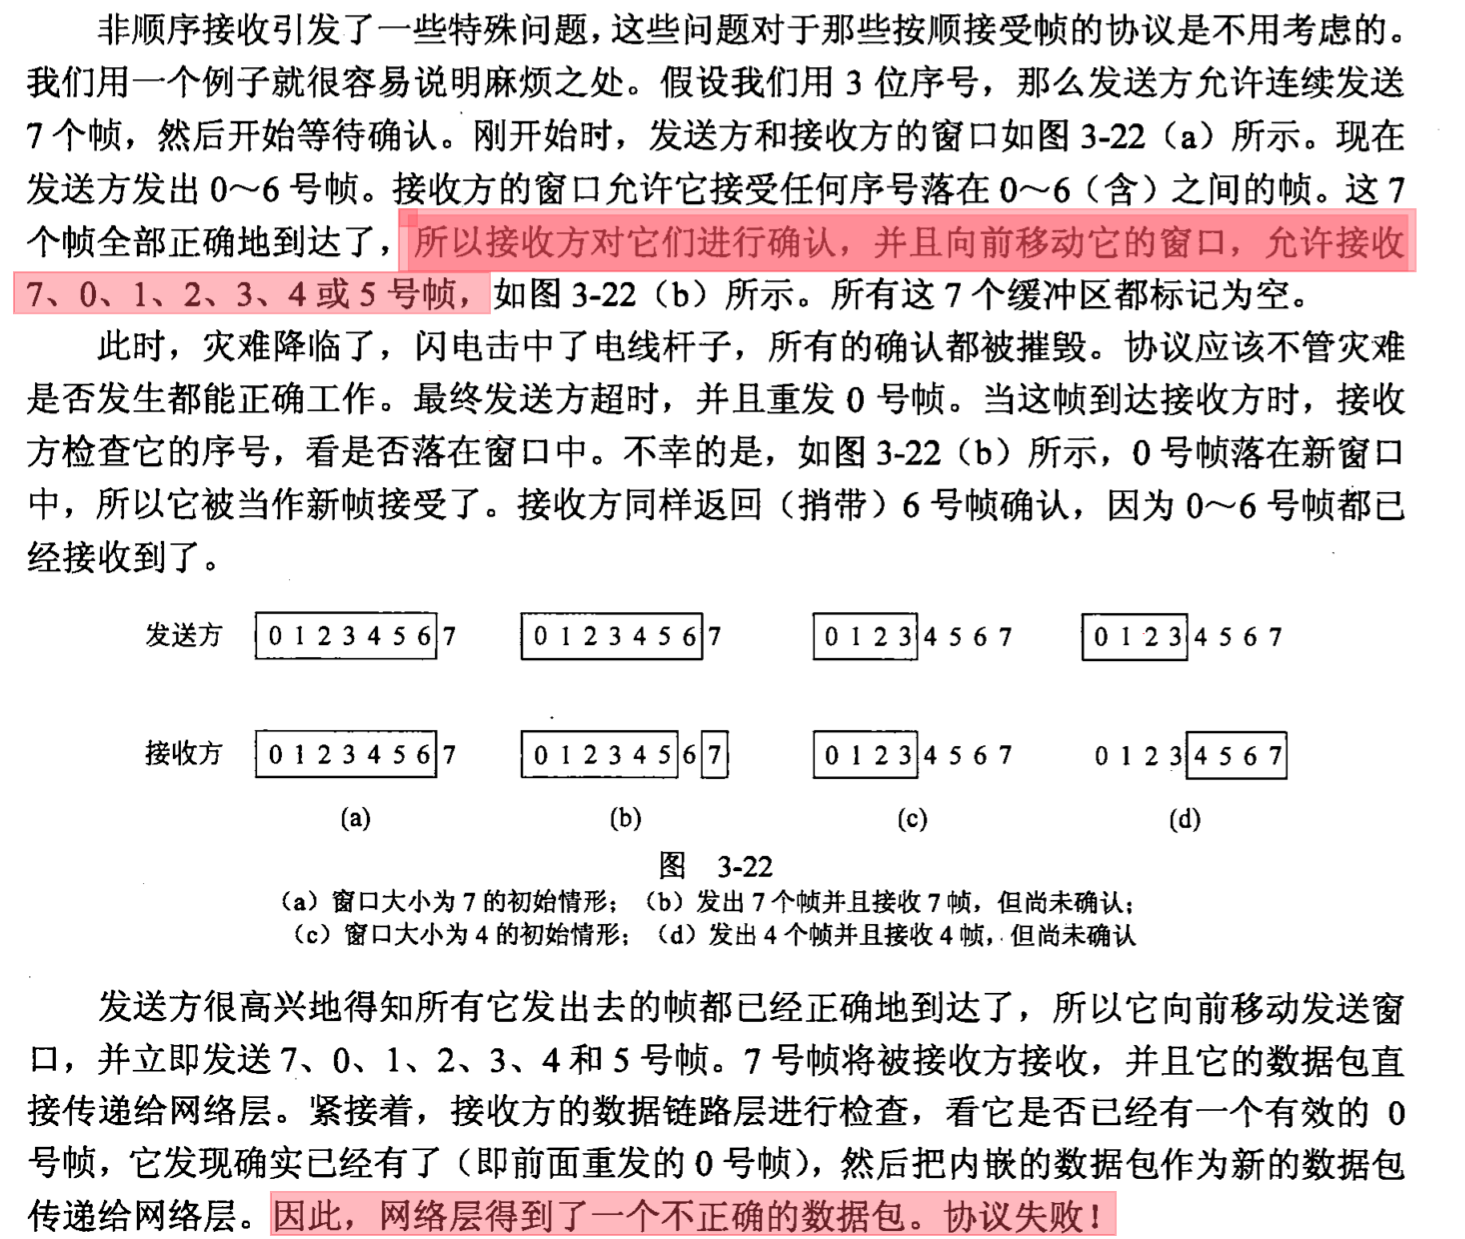 非顺序接收引发了一些特殊问题，这些问题对于那些按顺接受帧的协议是不用考虑的。
我们用一个例子就很容易说明麻烦之处。假设我们用 3 位序号，那么发送方允许连续发送
7 个帧，然后开始等待确认。刚开始时，发送方和接收方的窗口如图 3-22（a）所示。现在
发送方发出 0～6 号帧。接收方的窗口允许它接受任何序号落在 0～6（含）之间的帧。这 7
个帧全部正确地到达了，所以接收方对它们进行确认，并且向前移动它的窗口，允许接收
7、0、1、2、3、4 或 5 号帧，如图 3-22（b）所示。所有这 7 个缓冲区都标记为空。
此时，灾难降临了，闪电击中了电线杆子，所有的确认都被摧毁。协议应该不管灾难
是否发生都能正确工作。最终发送方超时，并且重发 0 号帧。当这帧到达接收方时，接收
方检查它的序号，看是否落在窗口中。不幸的是，如图 3-22（b）所示，0 号帧落在新窗口
中，所以它被当作新帧接受了。接收方同样返回（捎带）6 号帧确认，因为 0～6 号帧都已
经接收到了。
发送方 0 1 2 3 4 5 6 7 0 1 2 3 4 5 6 7 0 1 2 3 4 5 6 7 0 1 2 3 4 5 6 7
接收方 0 1 2 3 4 5 6 7 0 1 2 3 4 5 6 7 0 1 2 3 4 5 6 7 0 1 2 3 4 5 6 7
(a) (b) (c) (d)
图 3-22
（a）窗口大小为 7 的初始情形；（b）发出 7 个帧并且接收 7 帧，但尚未确认；
（c）窗口大小为 4 的初始情形；（d）发出 4 个帧并且接收 4 帧，但尚未确认
发送方很高兴地得知所有它发出去的帧都已经正确地到达了，所以它向前移动发送窗
口，并立即发送 7、0、1、2、3、4 和 5 号帧。7 号帧将被接收方接收，并且它的数据包直
接传递给网络层。紧接着，接收方的数据链路层进行检查，看它是否已经有一个有效的 0
号帧，它发现确实已经有了（即前面重发的 0 号帧），然后把内嵌的数据包作为新的数据包
传递给网络层。因此，网络层得到了一个不正确的数据包。协议失败！